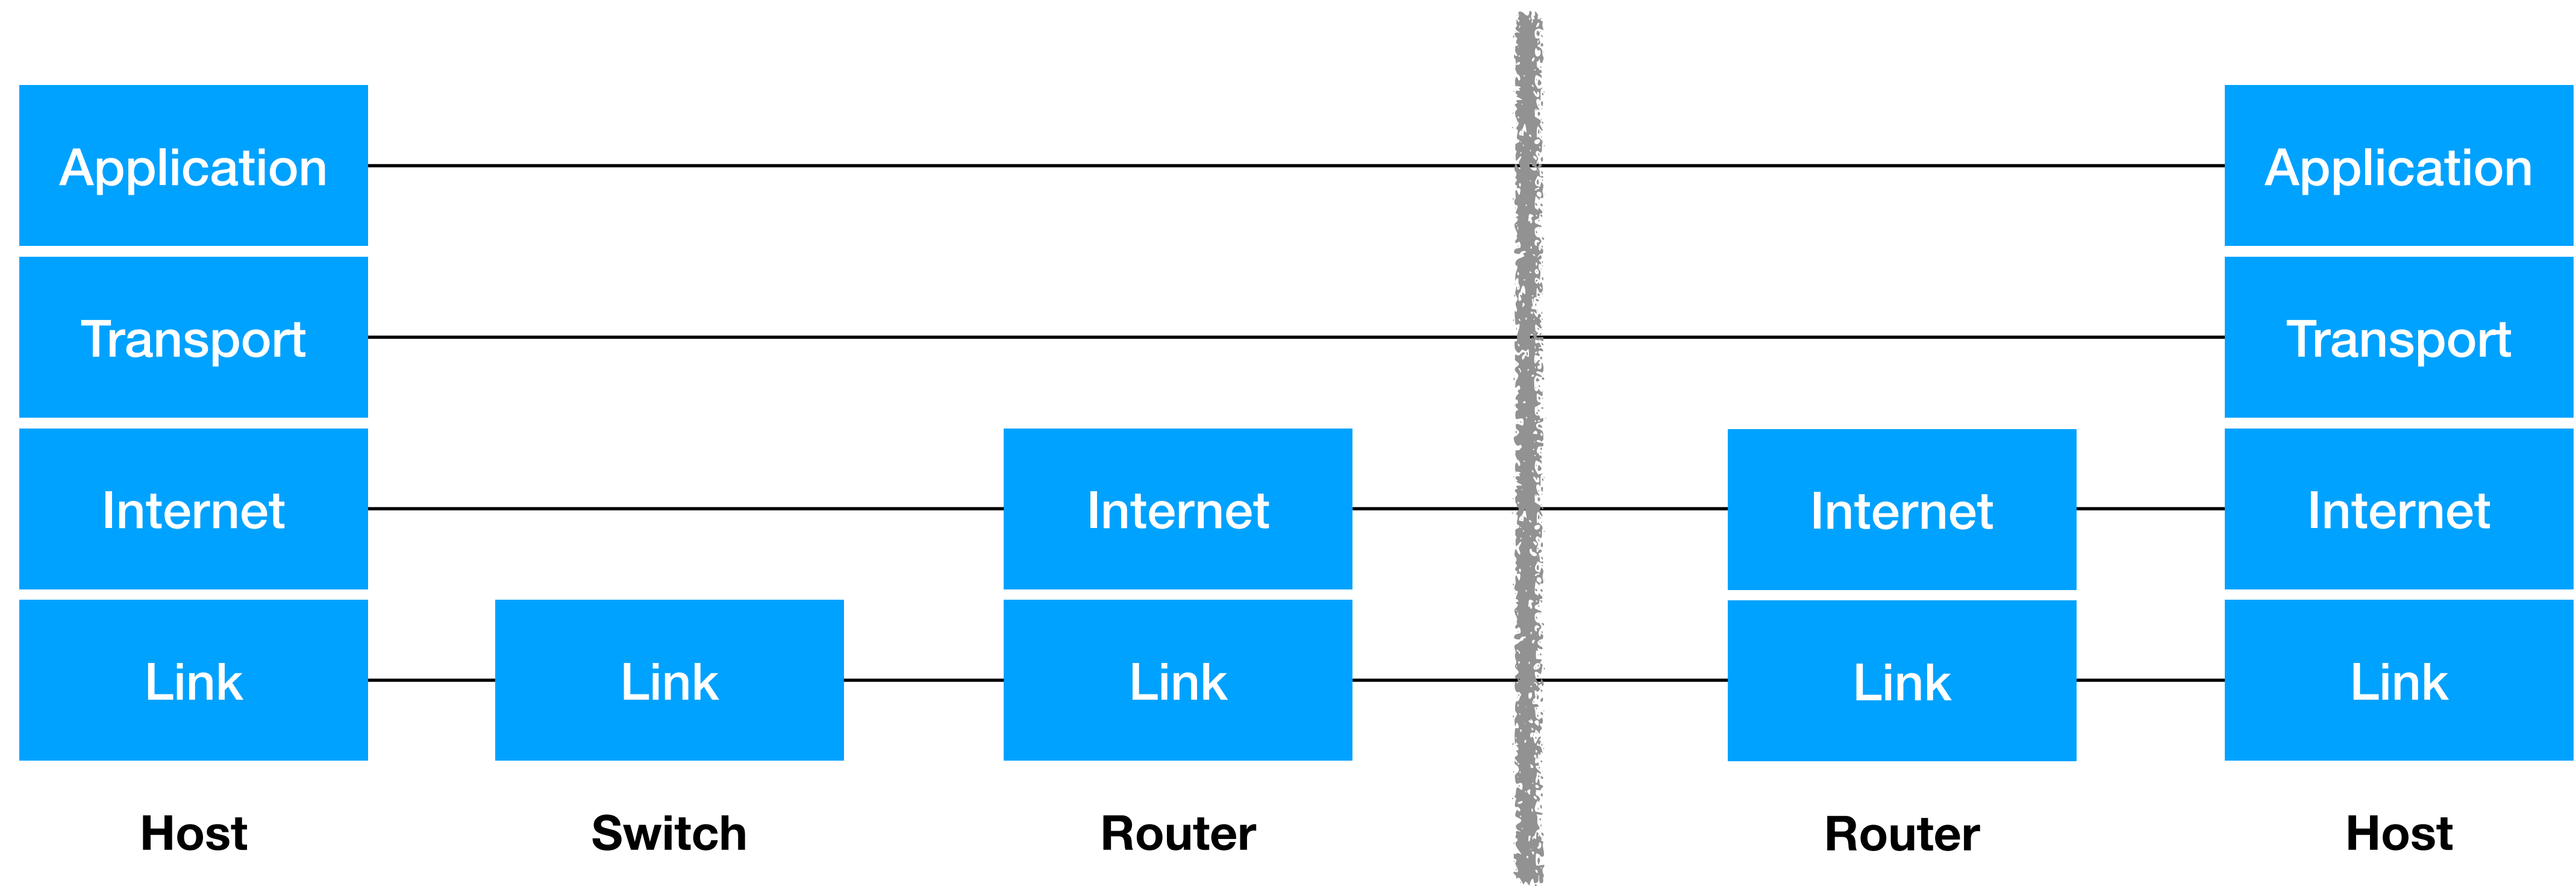 Application
Application
Transport
Transport
Internet
Internet
Internet
Internet
Link
Link
Link
Link
Link
Host
Switch
Router
Router
Host